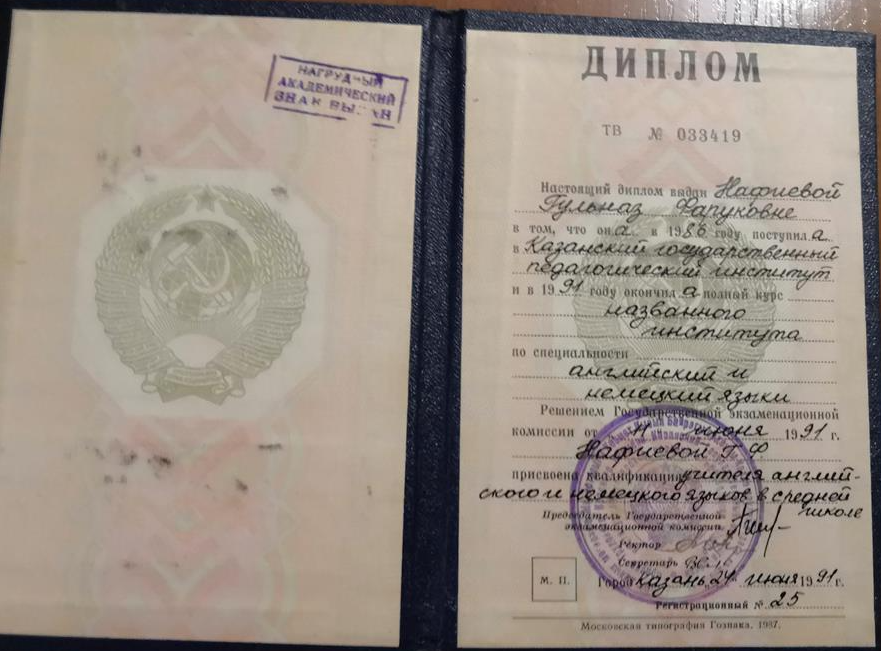 НАГРУДНЫЙ
АКАДЕМИЧЕСКИЙ
ЗНАК ВЫДАН
ДИПЛОМ
ТВ № 033419
Настоящий диплом выдан Нафиевой
Гульназ Фаруковне
в том, что она в 1986 году поступила
в Казанский государственный
педагогический институт
и в 1991 году окончила полный курс
названного
института
по специальности
английский и
немецкий языки
Решением Государственной экзаменационной
комиссии от июня 1991 г.
Нафиевой Г Ф
присвоена квалификация учителя англий-
ского и немецкого языков в средней
школе
Председатель Государственной
экзаменационной комиссии
Ректор
Секретарь
М. П.
Город Казань, 24 июня 1991 г.
Регистрационный № 25
Московская типография Гознака. 1987.